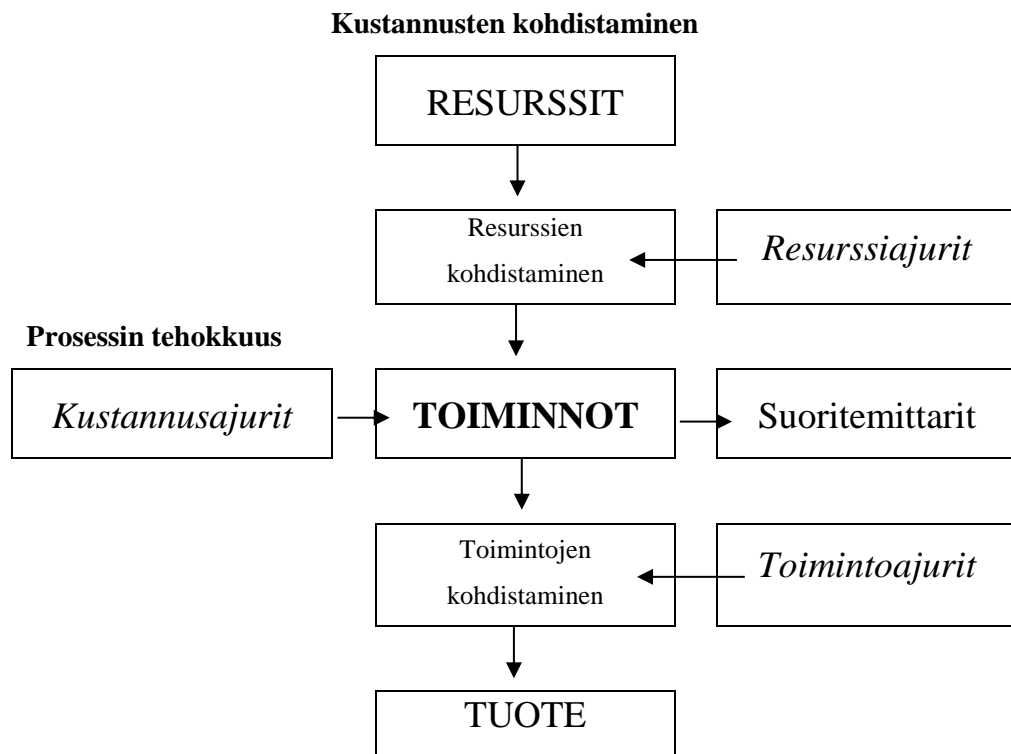 Kustannusten kohdistaminen
RESURSSIT
Resurssien
kohdistaminen
Resurssiajurit
Prosessin tehokkuus
Kustannusajurit
TOIMINNOT
Suoritemittarit
Toimintojen
kohdistaminen
Toimintoajurit
TUOTE